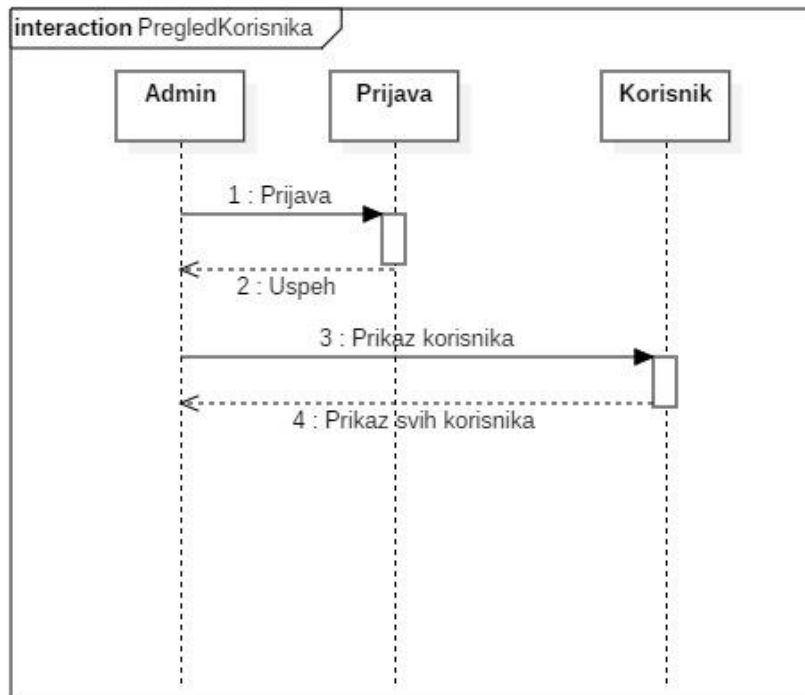 interaction PregledKorisnika
Admin
Prijava
Korisnik
1 : Prijava
2 : Uspeh
3 : Prikaz korisnika
4 : Prikaz svih korisnika